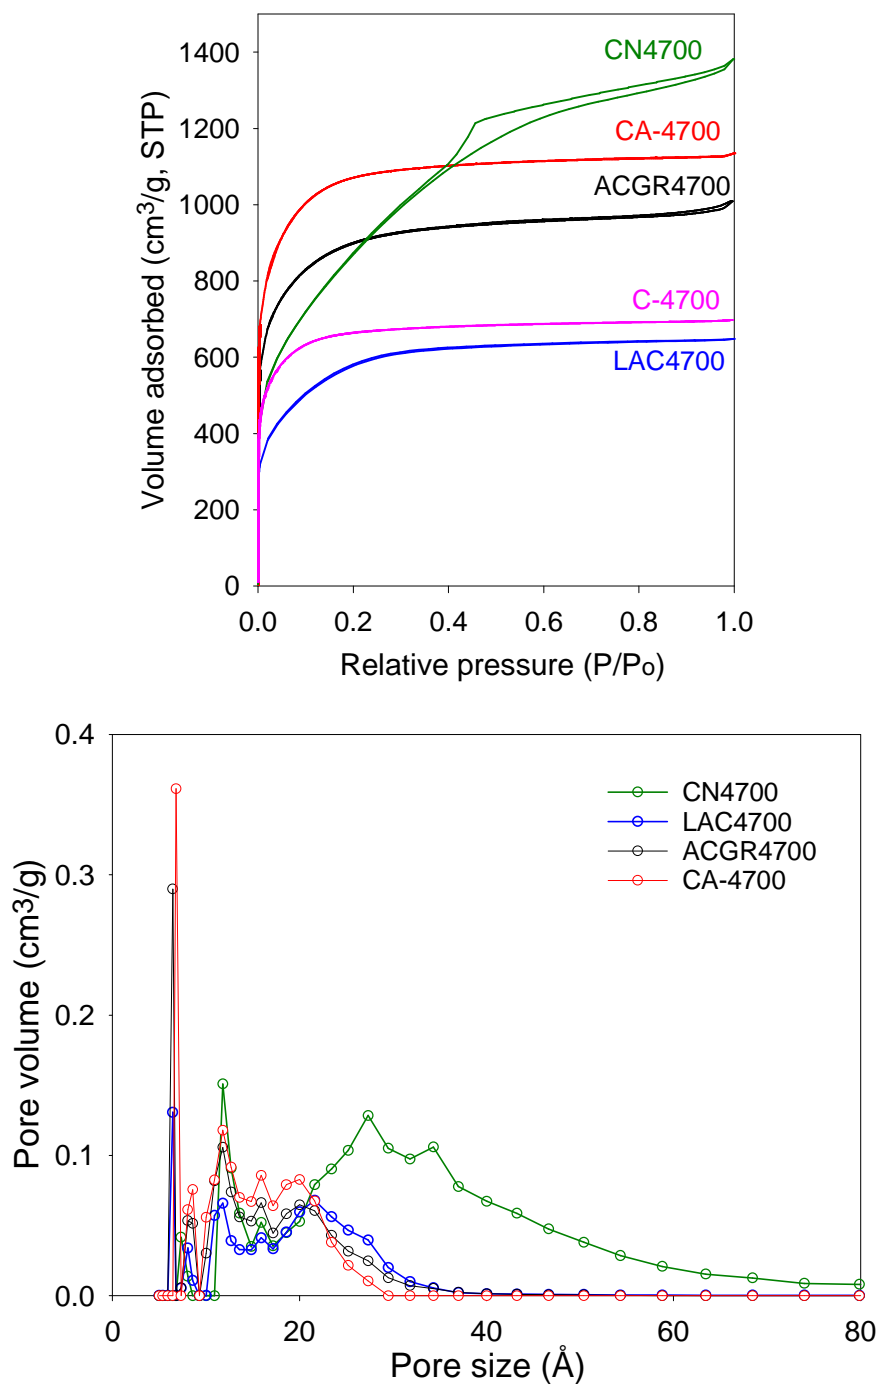 1400
1200
1000
800
600
400
200
0
Volume adsorbed (cm³/g, STP)
CN4700
CA-4700
ACGR4700
C-4700
LAC4700
0.0 0.2 0.4 0.6 0.8 1.0
Relative pressure (P/Po)
0.4
0.3
0.2
0.1
0.0
Pore volume (cm³/g)
CN4700
LAC4700
ACGR4700
CA-4700
0 20 40 60 80
Pore size (Å)